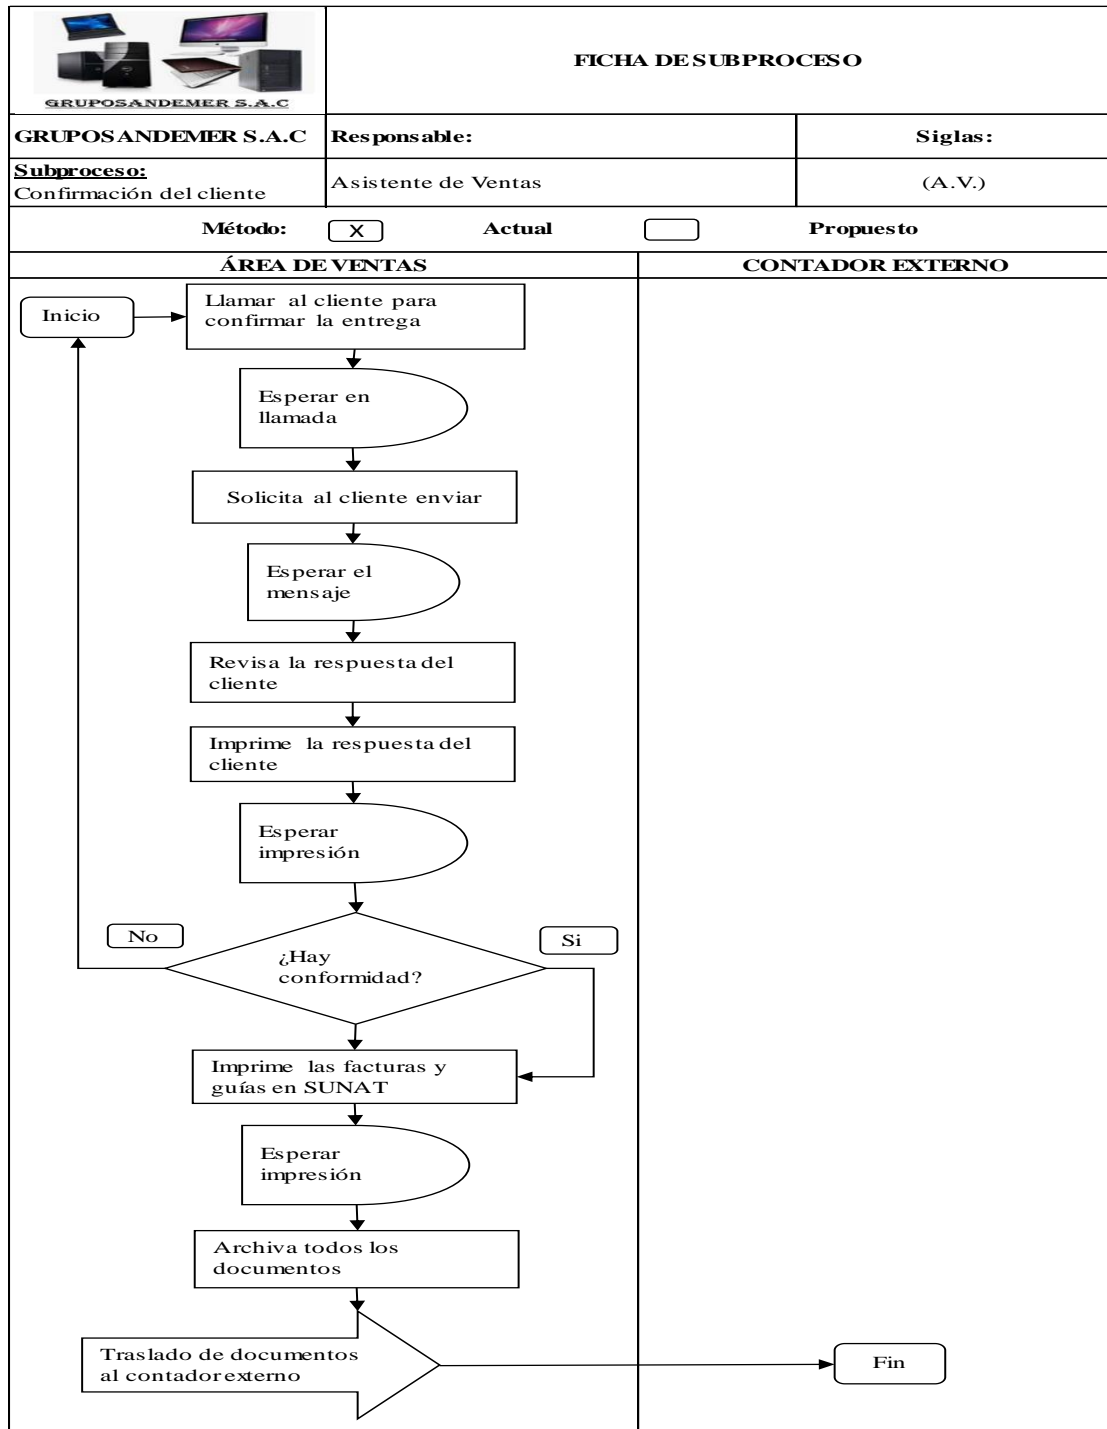 GRUPOSANDEMER S.A.C
FICHA DE SUBPROCESO
GRUPOSANDEMER S.A.C
Responsable:
Siglas:
Subproceso:
Confirmación del cliente
Asistente de Ventas
(A.V.)
Método:
X
Actual
Propuesto
ÁREA DE VENTAS
CONTADOR EXTERNO
Inicio
Llamar al cliente para
confirmar la entrega
Esperar en
llamada
Solicita al cliente enviar
Esperar el
mensaje
Revisa la respuesta del
cliente
Imprime la respuesta del
cliente
Esperar
impresión
No
Si
¿Hay
conformidad?
Imprime las facturas y
guías en SUNAT
Esperar
impresión
Archiva todos los
documentos
Traslado de documentos
al contador externo
Fin